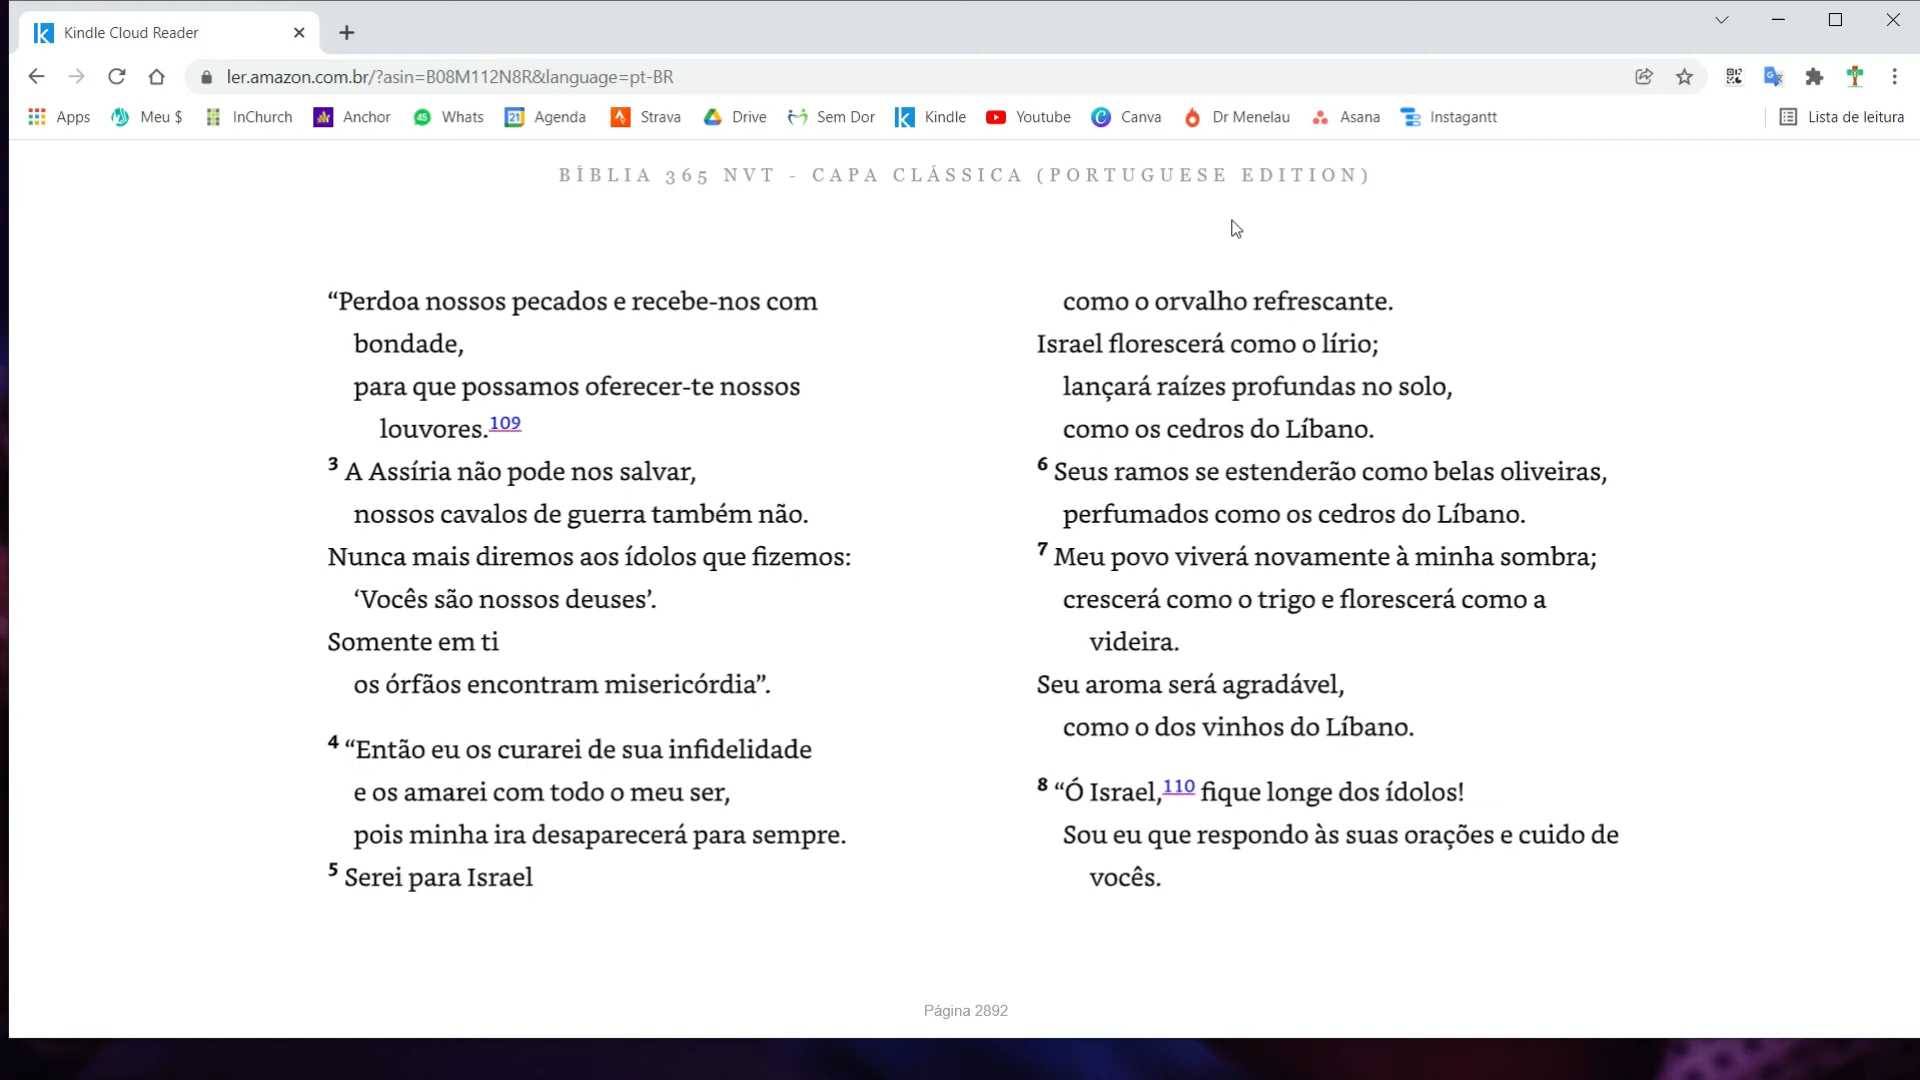 Kindle Cloud Reader
ler.amazon.com.br/?asin=B08M112N8R&language=pt-BR
Apps Meu $ InChurch Anchor 45 Whats 21 Agenda Strava Drive Sem Dor Kindle Youtube Canva Dr Menelau Asana Instagantt Lista de leitura
BÍBLIA 365 NVT - CAPA CLÁSSICA (PORTUGUESE EDITION)
“Perdoa nossos pecados e recebe-nos com
bondade,
para que possamos oferecer-te nossos
louvores.109
3 A Assíria não pode nos salvar,
nossos cavalos de guerra também não.
Nunca mais diremos aos ídolos que fizemos:
‘Vocês são nossos deuses’.
Somente em ti
os órfãos encontram misericórdia”.
4 “Então eu os curarei de sua infidelidade
e os amarei com todo o meu ser,
pois minha ira desaparecerá para sempre.
5 Serei para Israel
como o orvalho refrescante.
Israel florescerá como o lírio;
lançará raízes profundas no solo,
como os cedros do Líbano.
6 Seus ramos se estenderão como belas oliveiras,
perfumados como os cedros do Líbano.
7 Meu povo viverá novamente à minha sombra;
crescerá como o trigo e florescerá como a
videira.
Seu aroma será agradável,
como o dos vinhos do Líbano.
8 “Ó Israel,110 fique longe dos ídolos!
Sou eu que respondo às suas orações e cuido de
vocês.
Página 2892